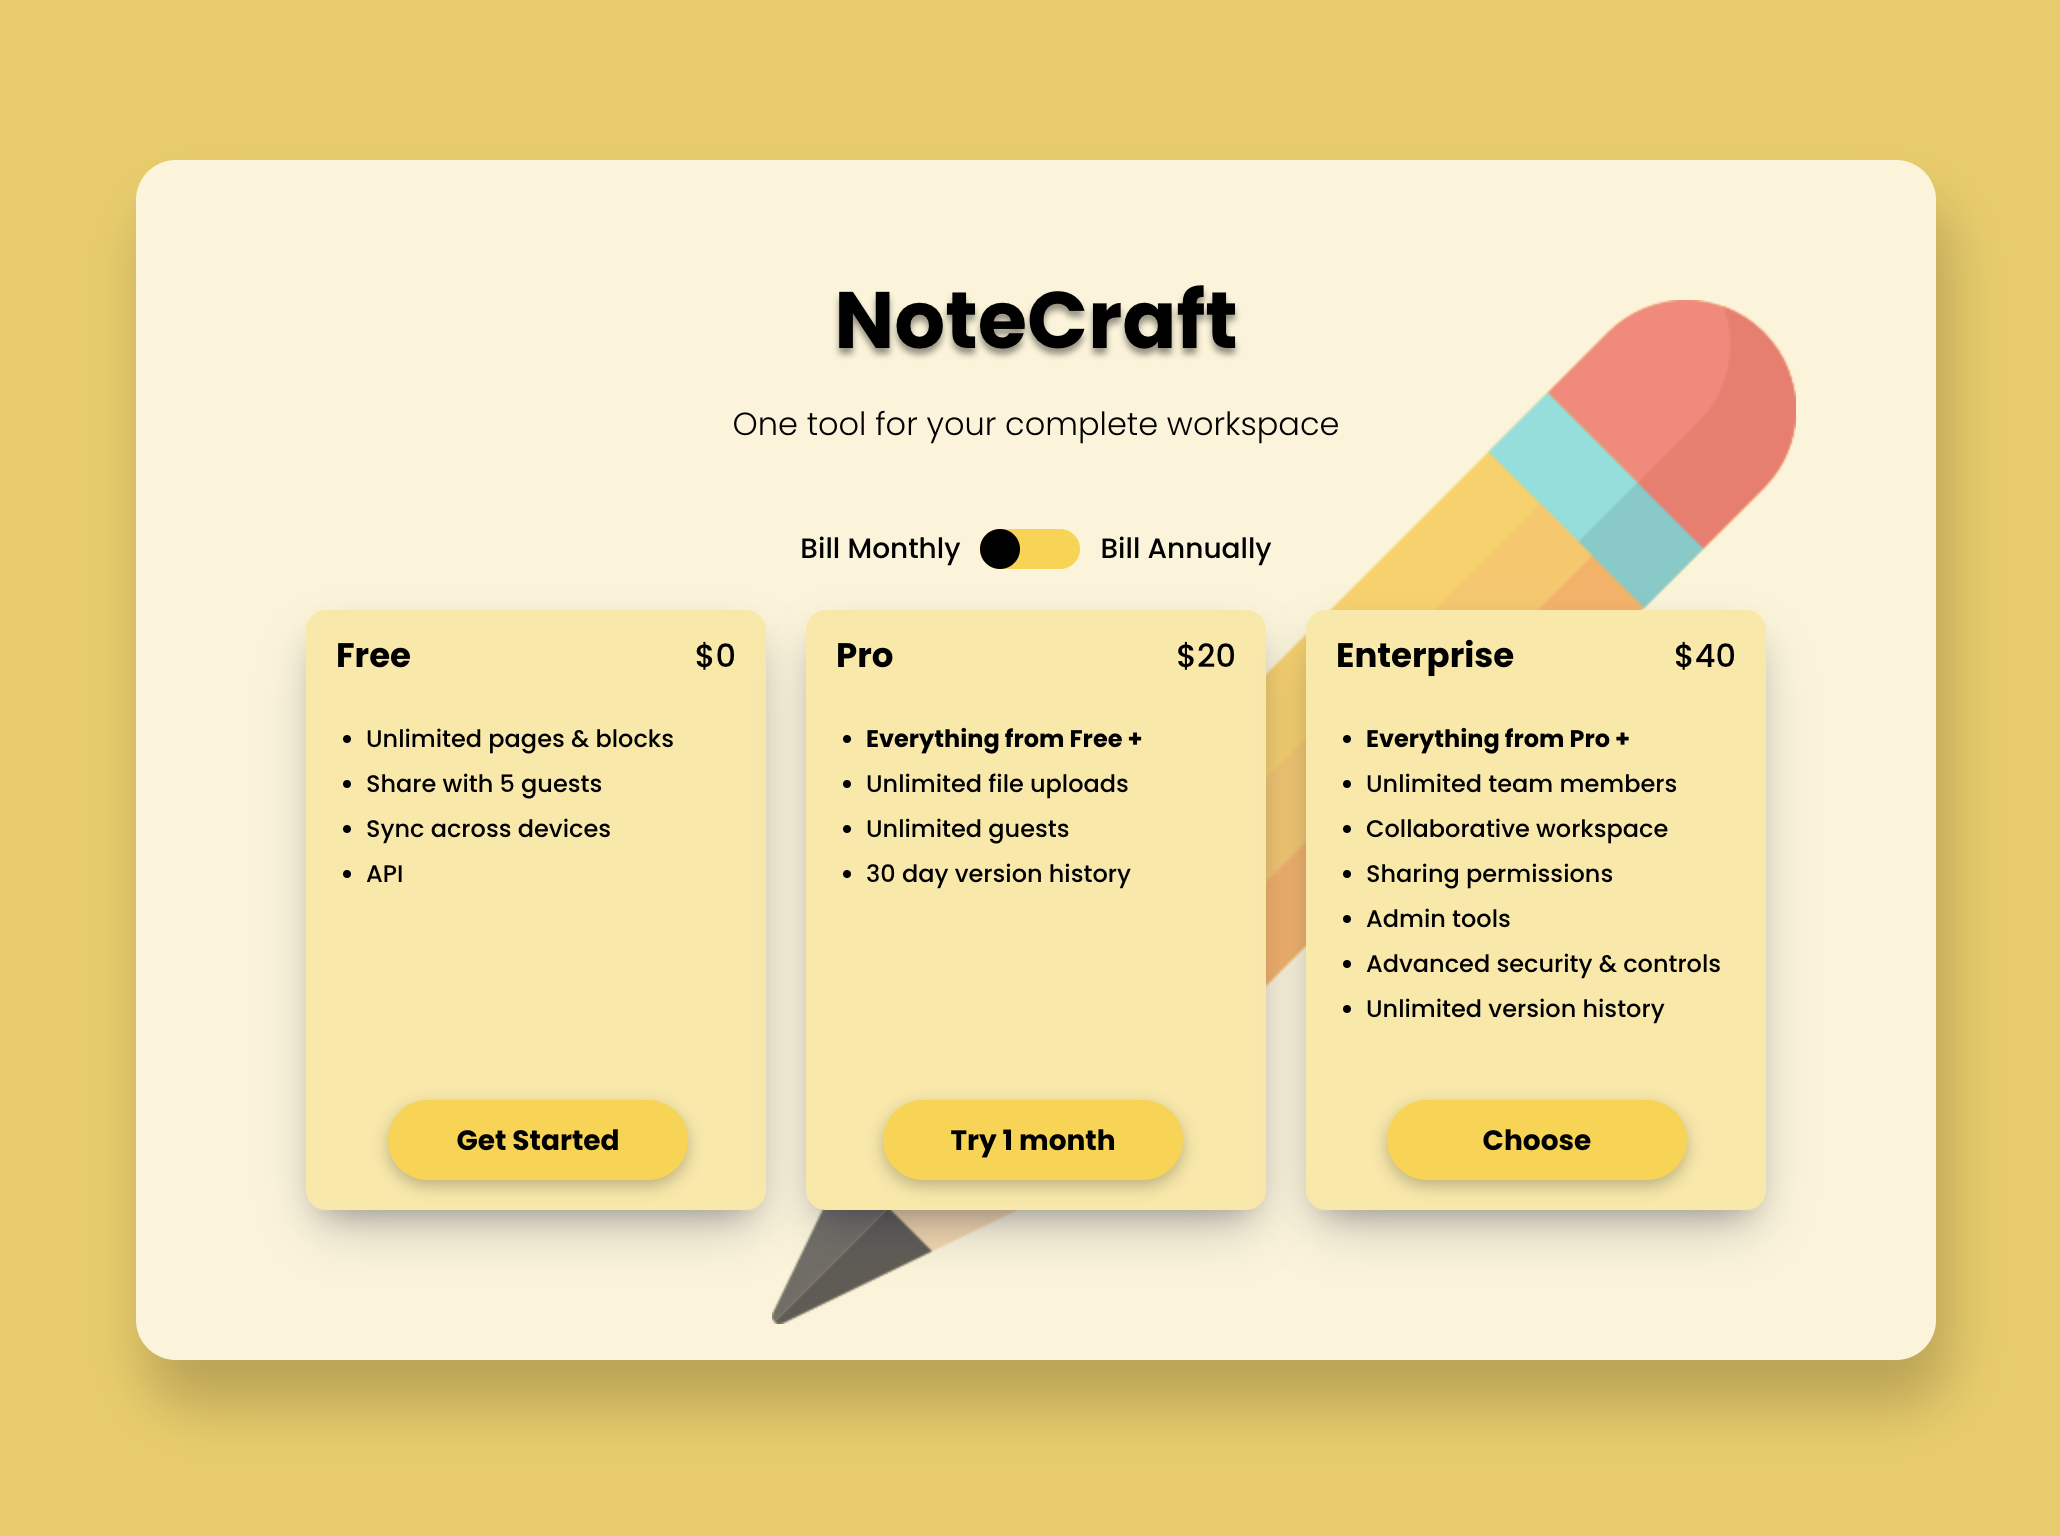 NoteCraft
One tool for your complete workspace
Bill Monthly Bill Annually
Free $0
Unlimited pages & blocks
Share with 5 guests
Sync across devices
API
Get Started
Pro $20
Everything from Free +
Unlimited file uploads
Unlimited guests
30 day version history
Try 1 month
Enterprise $40
Everything from Pro +
Unlimited team members
Collaborative workspace
Sharing permissions
Admin tools
Advanced security & controls
Unlimited version history
Choose